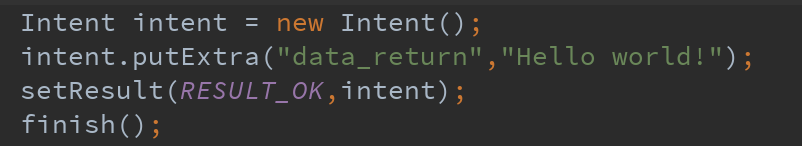 Intent intent = new Intent();
intent.putExtra("data_return","Hello world!");
setResult(RESULT_OK,intent);
finish();